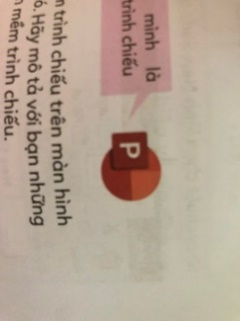 mình là
trình chiếu
P
m trình chiếu trên màn hình
ó. Hãy mô tả với bạn những
n mềm trình chiếu.